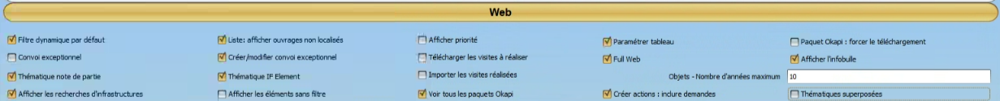 Web
Filtre dynamique par défaut
Liste: afficher ouvrages non localisés
Afficher priorité
Paramétrer tableau
Paquet Okapi : forcer le téléchargement
Convoi exceptionnel
Créer/modifier convoi exceptionnel
Télécharger les visites à réaliser
Full Web
Afficher l'infobulle
Thématique note de partie
Thématique IF Element
Importer les visites réalisées
Objets - Nombre d'années maximum
10
Afficher les recherches d'infrastructures
Afficher les éléments sans filtre
Voir tous les paquets Okapi
Créer actions : inclure demandes
Thématiques superposées